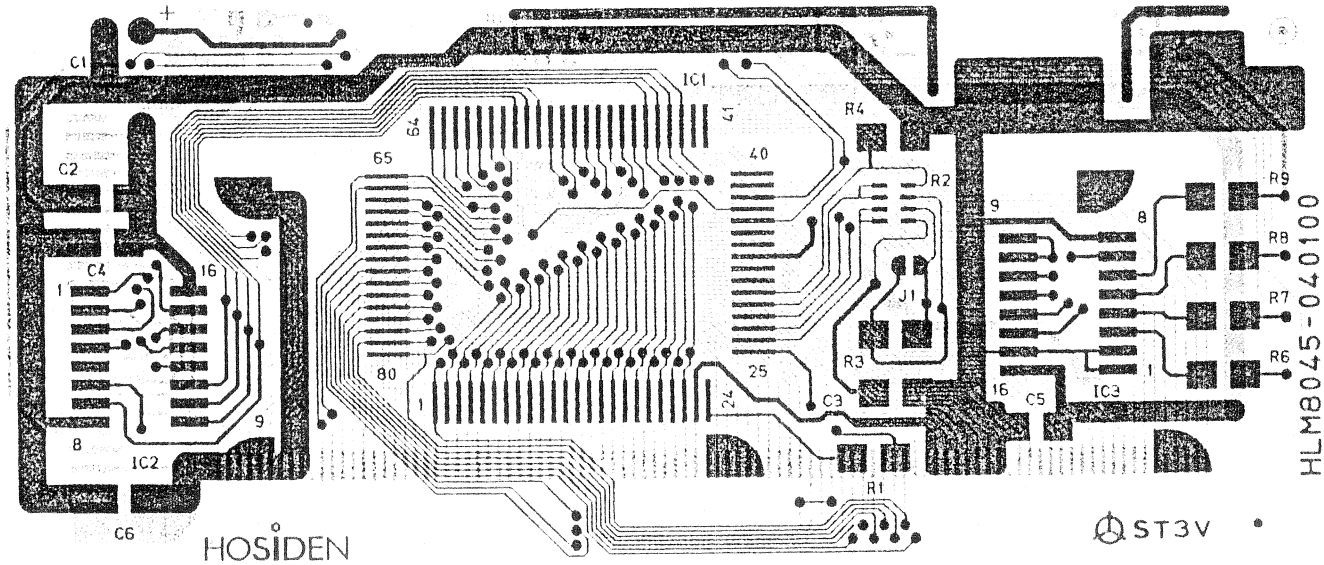 +
C1
IC1
64
41
R4
65
40
C2
R2
R9
9
8
R8
C4
16
1
J1
R7
R3
R6
80
25
1
24
C3
16
C5
IC3
1
8
9
IC2
R1
C6
HOSIDEN
ST3V
HLM8045-040100